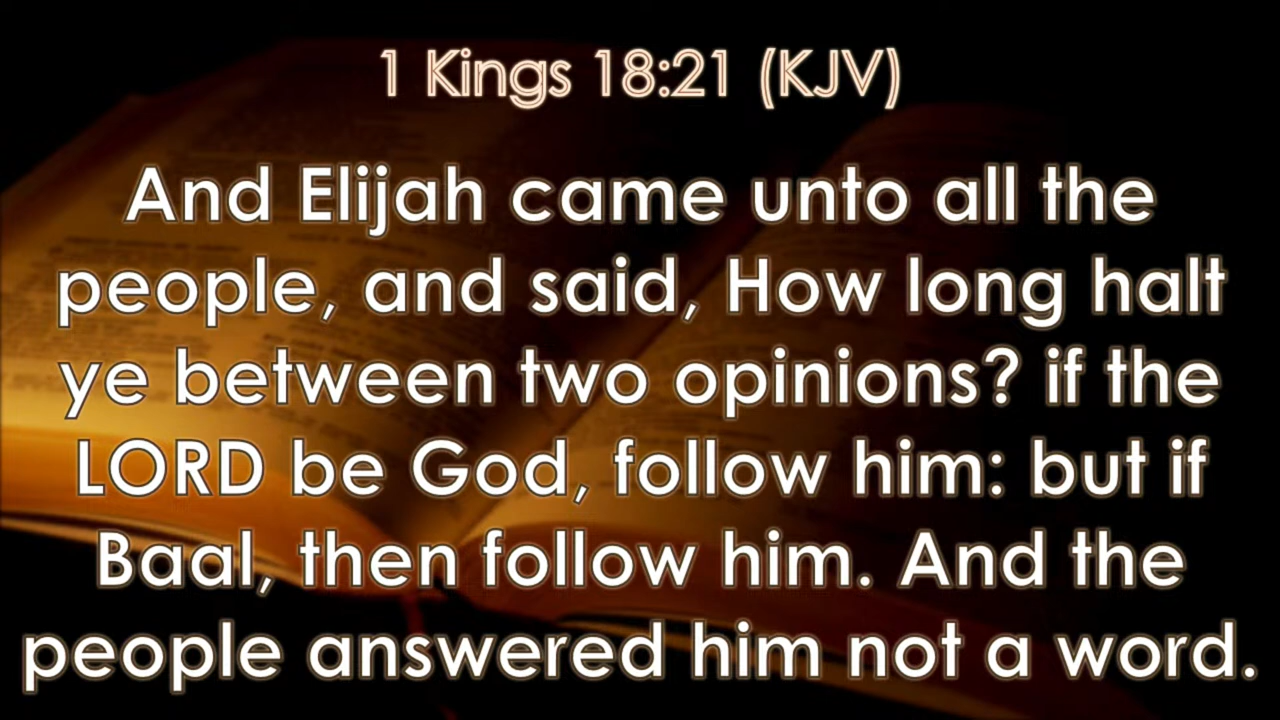 1 Kings 18:21 (KJV)
And Elijah came unto all the
people, and said, How long halt
ye between two opinions? if the
LORD be God, follow him: but if
Baal, then follow him. And the
people answered him not a word.